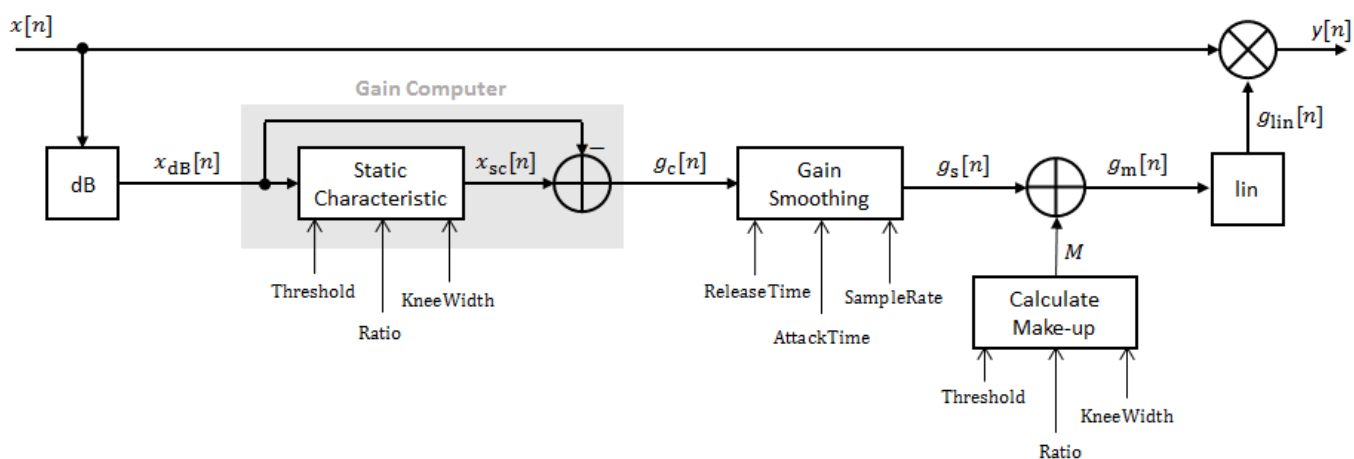 x[n]
y[n]
Gain Computer
g_lin[n]
dB
x_dB[n]
Static
Characteristic
x_sc[n]
−
g_c[n]
Gain
Smoothing
g_s[n]
g_m[n]
lin
M
Threshold
KneeWidth
Ratio
ReleaseTime
SampleRate
AttackTime
Calculate
Make-up
Threshold
KneeWidth
Ratio